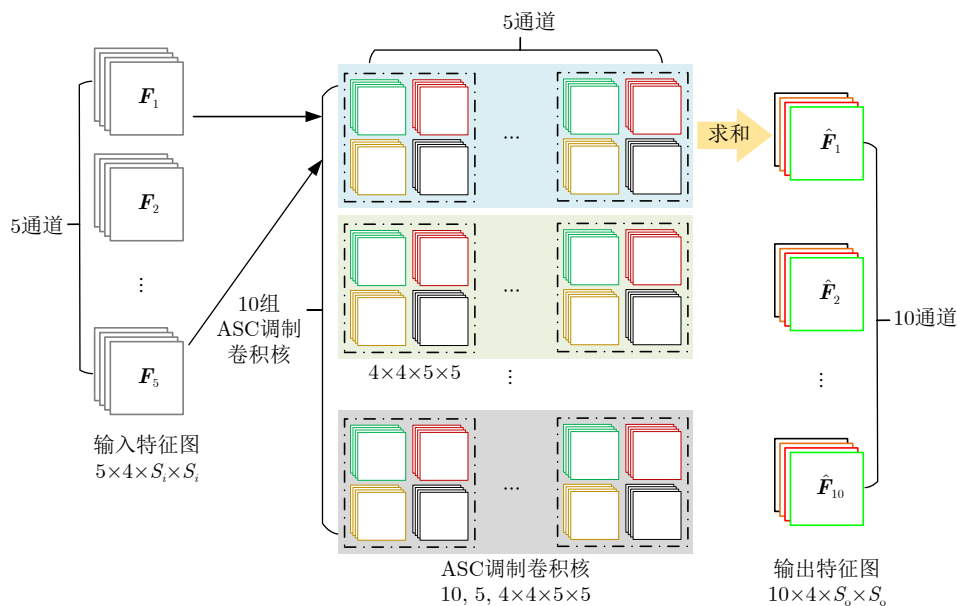 5通道
F₁
F₂
⋮
F₅
5通道
输入特征图
5×4×Sᵢ×Sᵢ
10组
ASC调制
卷积核
...
...
4×4×5×5
⋮
...
ASC调制卷积核
10, 5, 4×4×5×5
求和
F̂₁
F̂₂
⋮
F̂₁₀
10通道
输出特征图
10×4×Sₒ×Sₒ